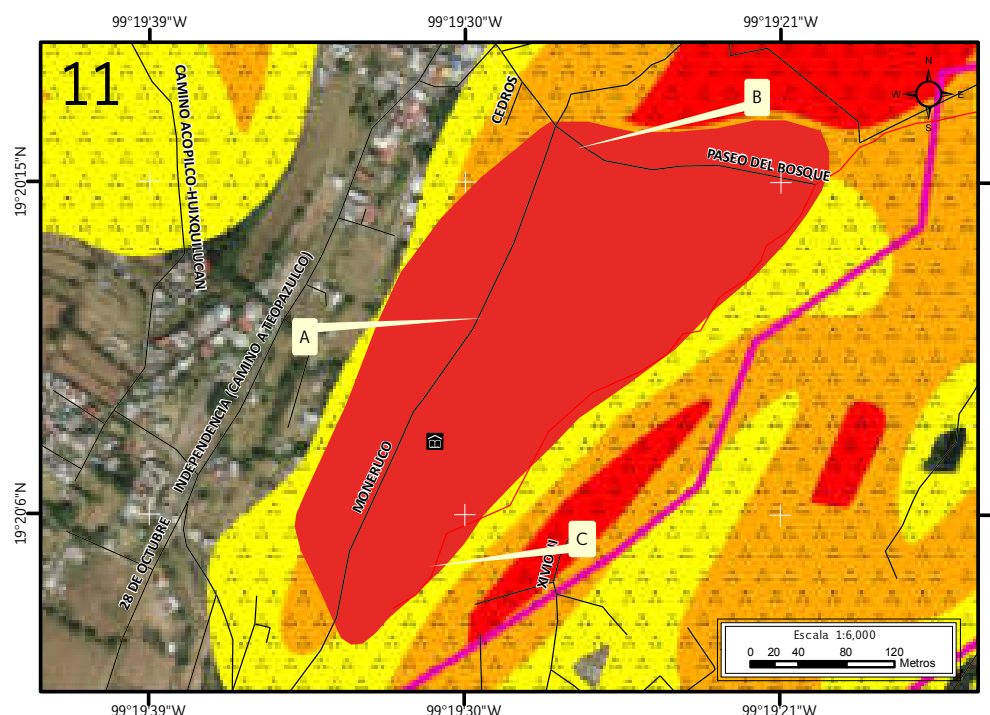 99°19'39"W
99°19'30"W
99°19'21"W
11
N
W
E
S
B
CEDROS
CAMINO ACOPILCO-HUIXQUILUCAN
PASEO DEL BOSQUE
19°20'15"N
INDEPENDENCIA (CAMINO A TEOPAZULCO)
A
MONERUCO
19°20'6"N
C
28 DE OCTUBRE
Escala 1:6,000
0 20 40 80 120
Metros
99°19'39"W
99°19'30"W
99°19'21"W